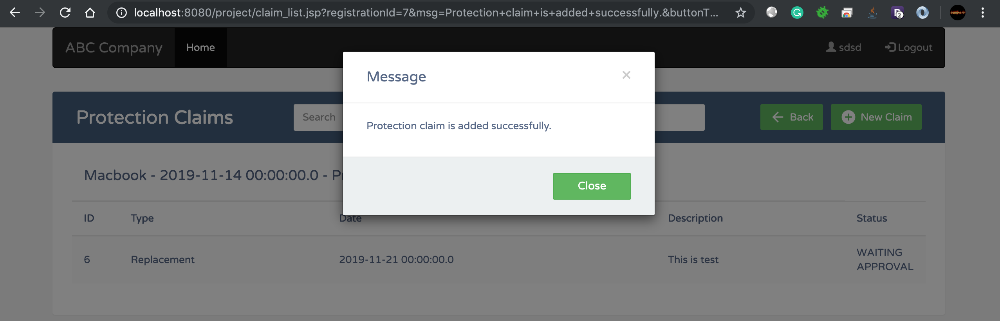 localhost:8080/project/claim_list.jsp?registrationId=7&msg=Protection+claim+is+added+successfully.&buttonT...
ABC Company Home sdsd Logout
Message ×
Protection Claims Search Back New Claim
Protection claim is added successfully.
Macbook - 2019-11-14 00:00:00.0 -
Close
ID Type Date Description Status
6 Replacement 2019-11-21 00:00:00.0 This is test WAITING
APPROVAL